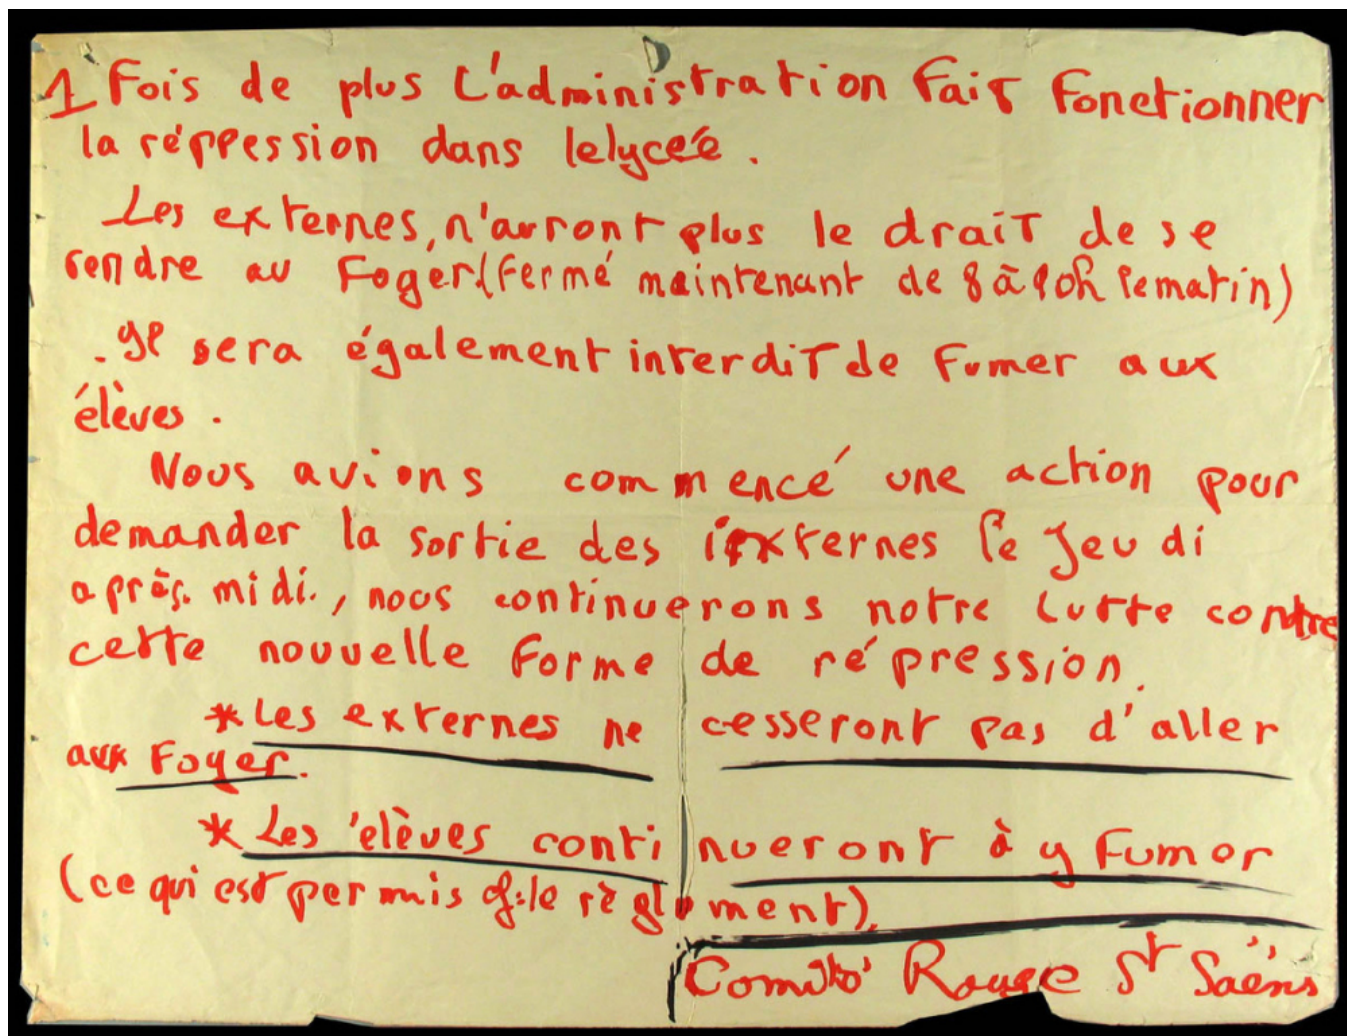 1 Fois de plus L'administration Fait Fonctionner
la réppession dans le lycée.
Les externes, n'auront plus le drait de se
rendre au Foyer (Fermé maintenant de 8 à 10h le matin)
. Il sera également interdit de Fumer aux
élèves.
Nous avions commencé une action pour
demander la sortie des externes le Jeudi
après.midi., nous continuerons notre Lutte contre
cette nouvelle Forme de répression.
* Les externes ne cesseront pas d'aller
aux Foyer.
* Les élèves continueront à y Fumer
(ce qui est permis le règlement).
Comité Rouge St Saëns